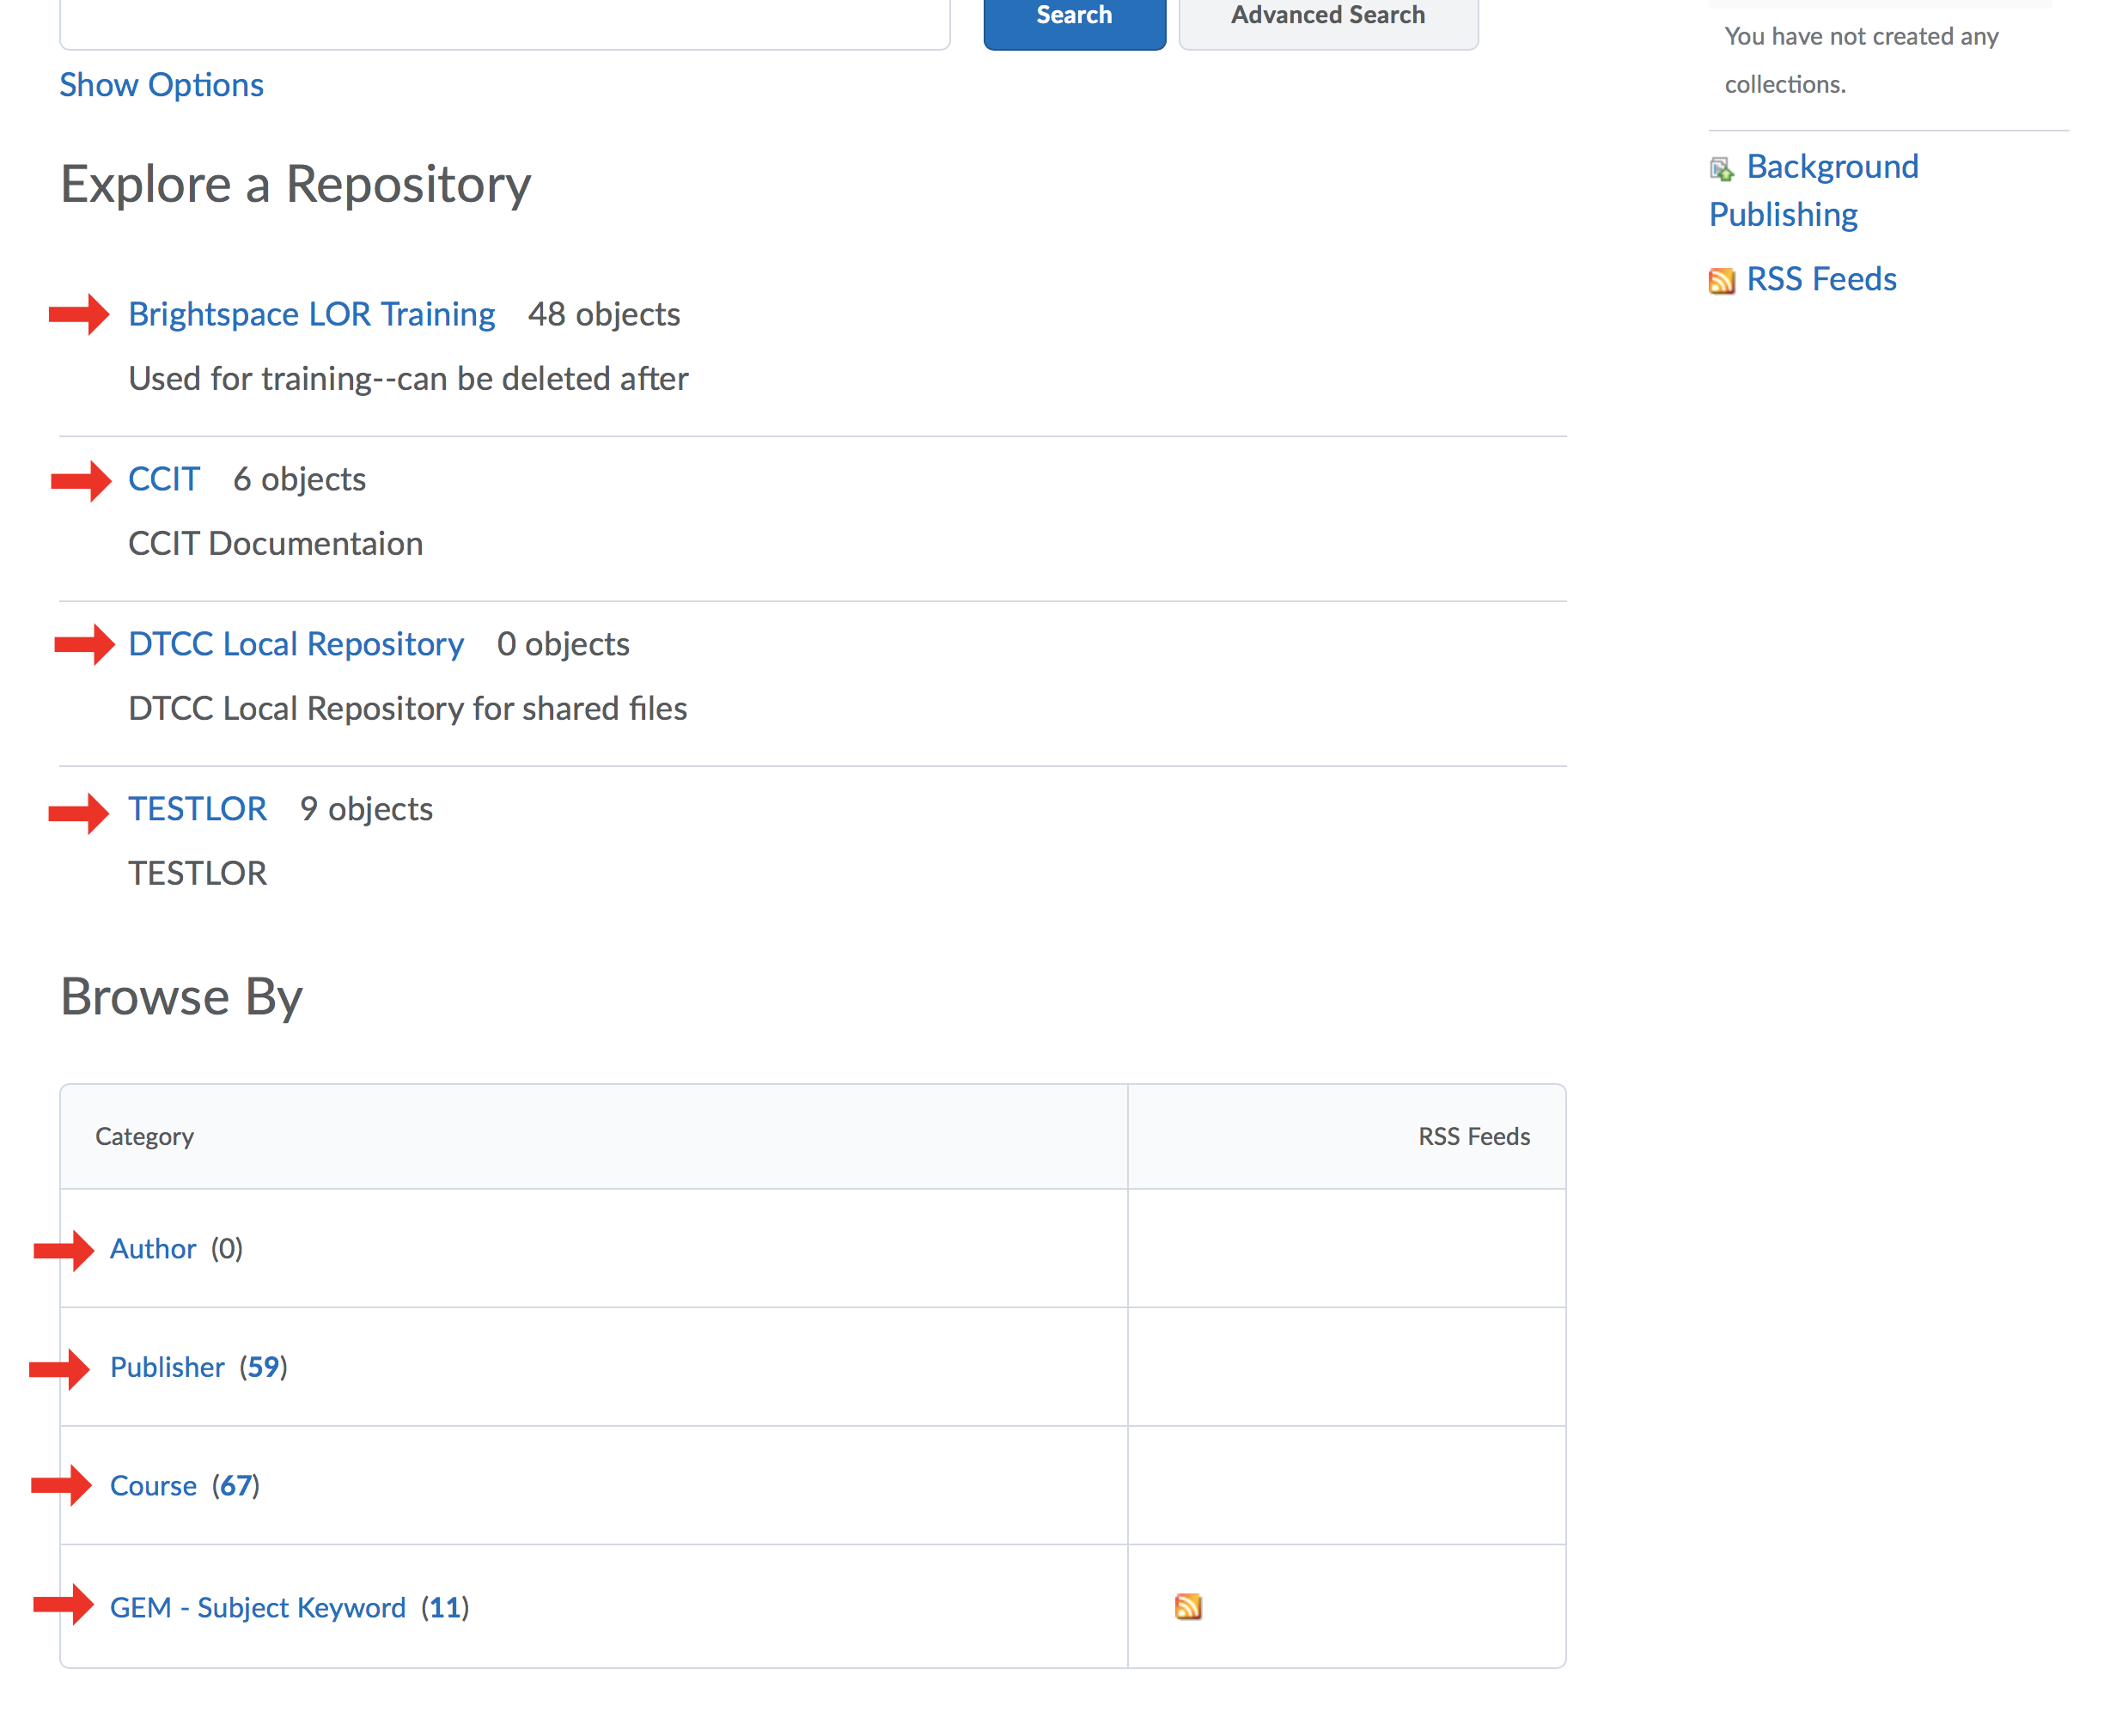 Search
Advanced Search
Show Options
Explore a Repository
Brightspace LOR Training 48 objects
Used for training--can be deleted after
CCIT 6 objects
CCIT Documentaion
DTCC Local Repository 0 objects
DTCC Local Repository for shared files
TESTLOR 9 objects
TESTLOR
Browse By
Category RSS Feeds
Author (0)
Publisher (59)
Course (67)
GEM - Subject Keyword (11)
You have not created any
collections.
Background
Publishing
RSS Feeds